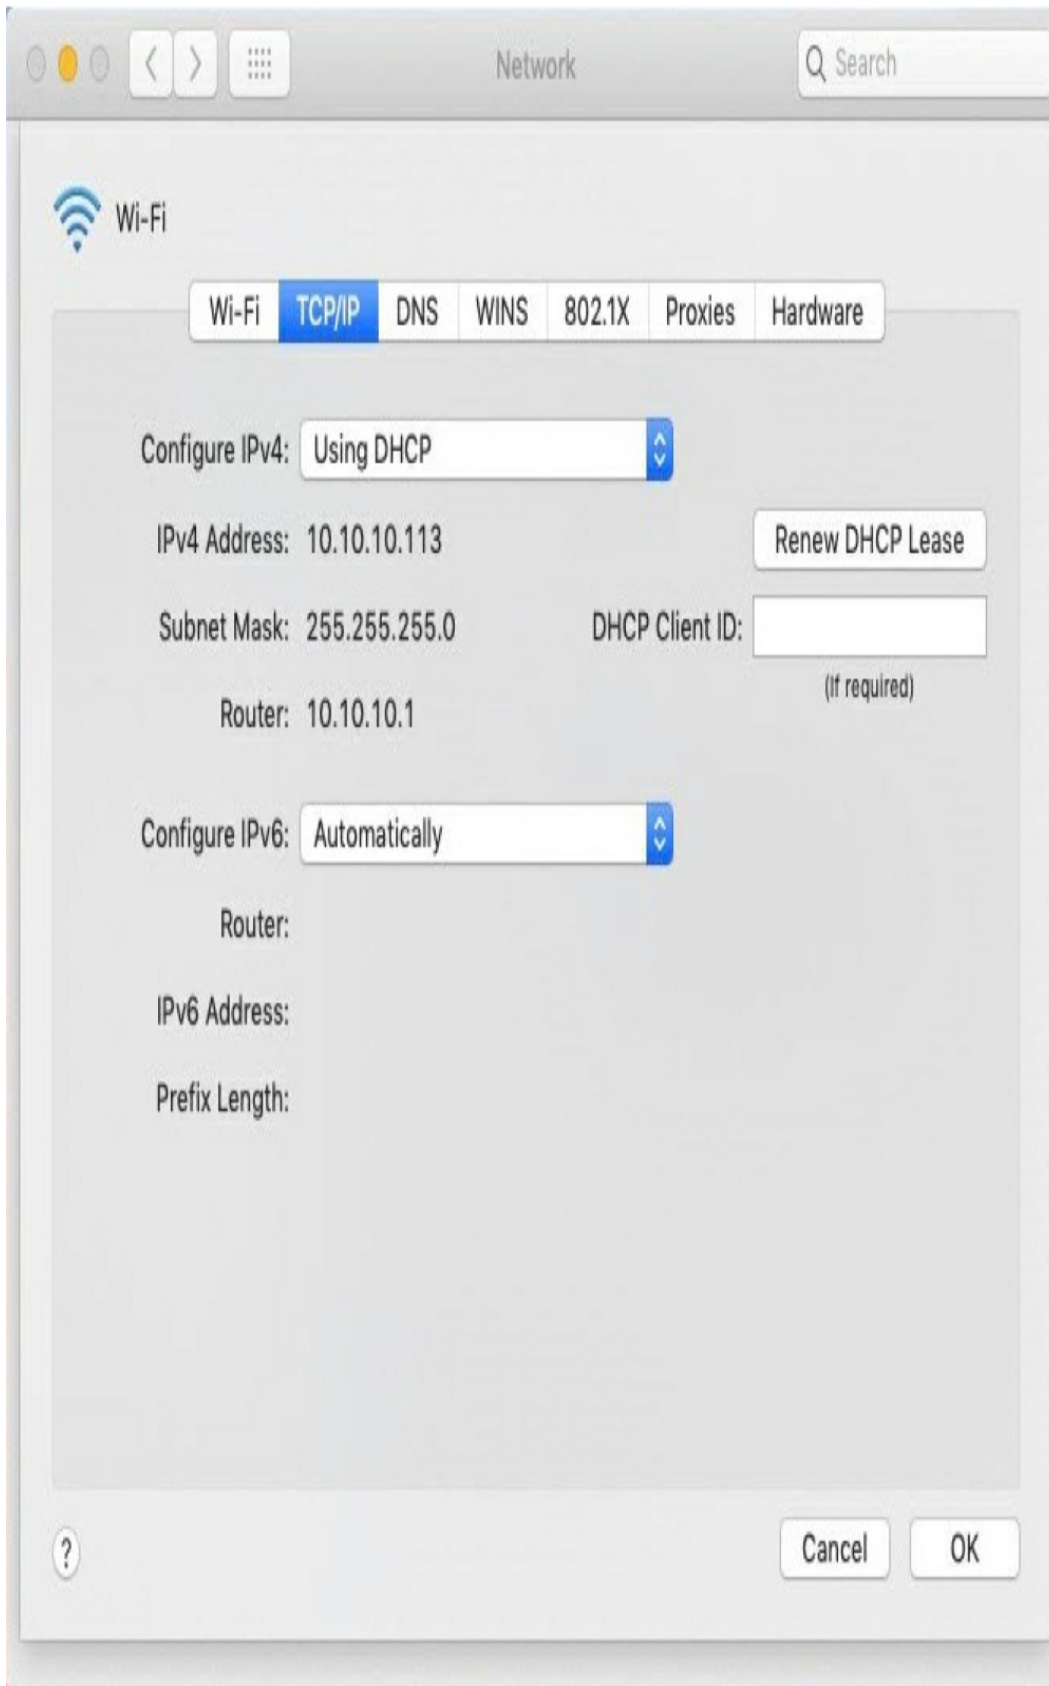 Network
Search
Wi-Fi
Wi-Fi TCP/IP DNS WINS 802.1X Proxies Hardware
Configure IPv4: Using DHCP
IPv4 Address: 10.10.10.113 Renew DHCP Lease
Subnet Mask: 255.255.255.0 DHCP Client ID:
(If required)
Router: 10.10.10.1
Configure IPv6: Automatically
Router:
IPv6 Address:
Prefix Length:
? Cancel OK